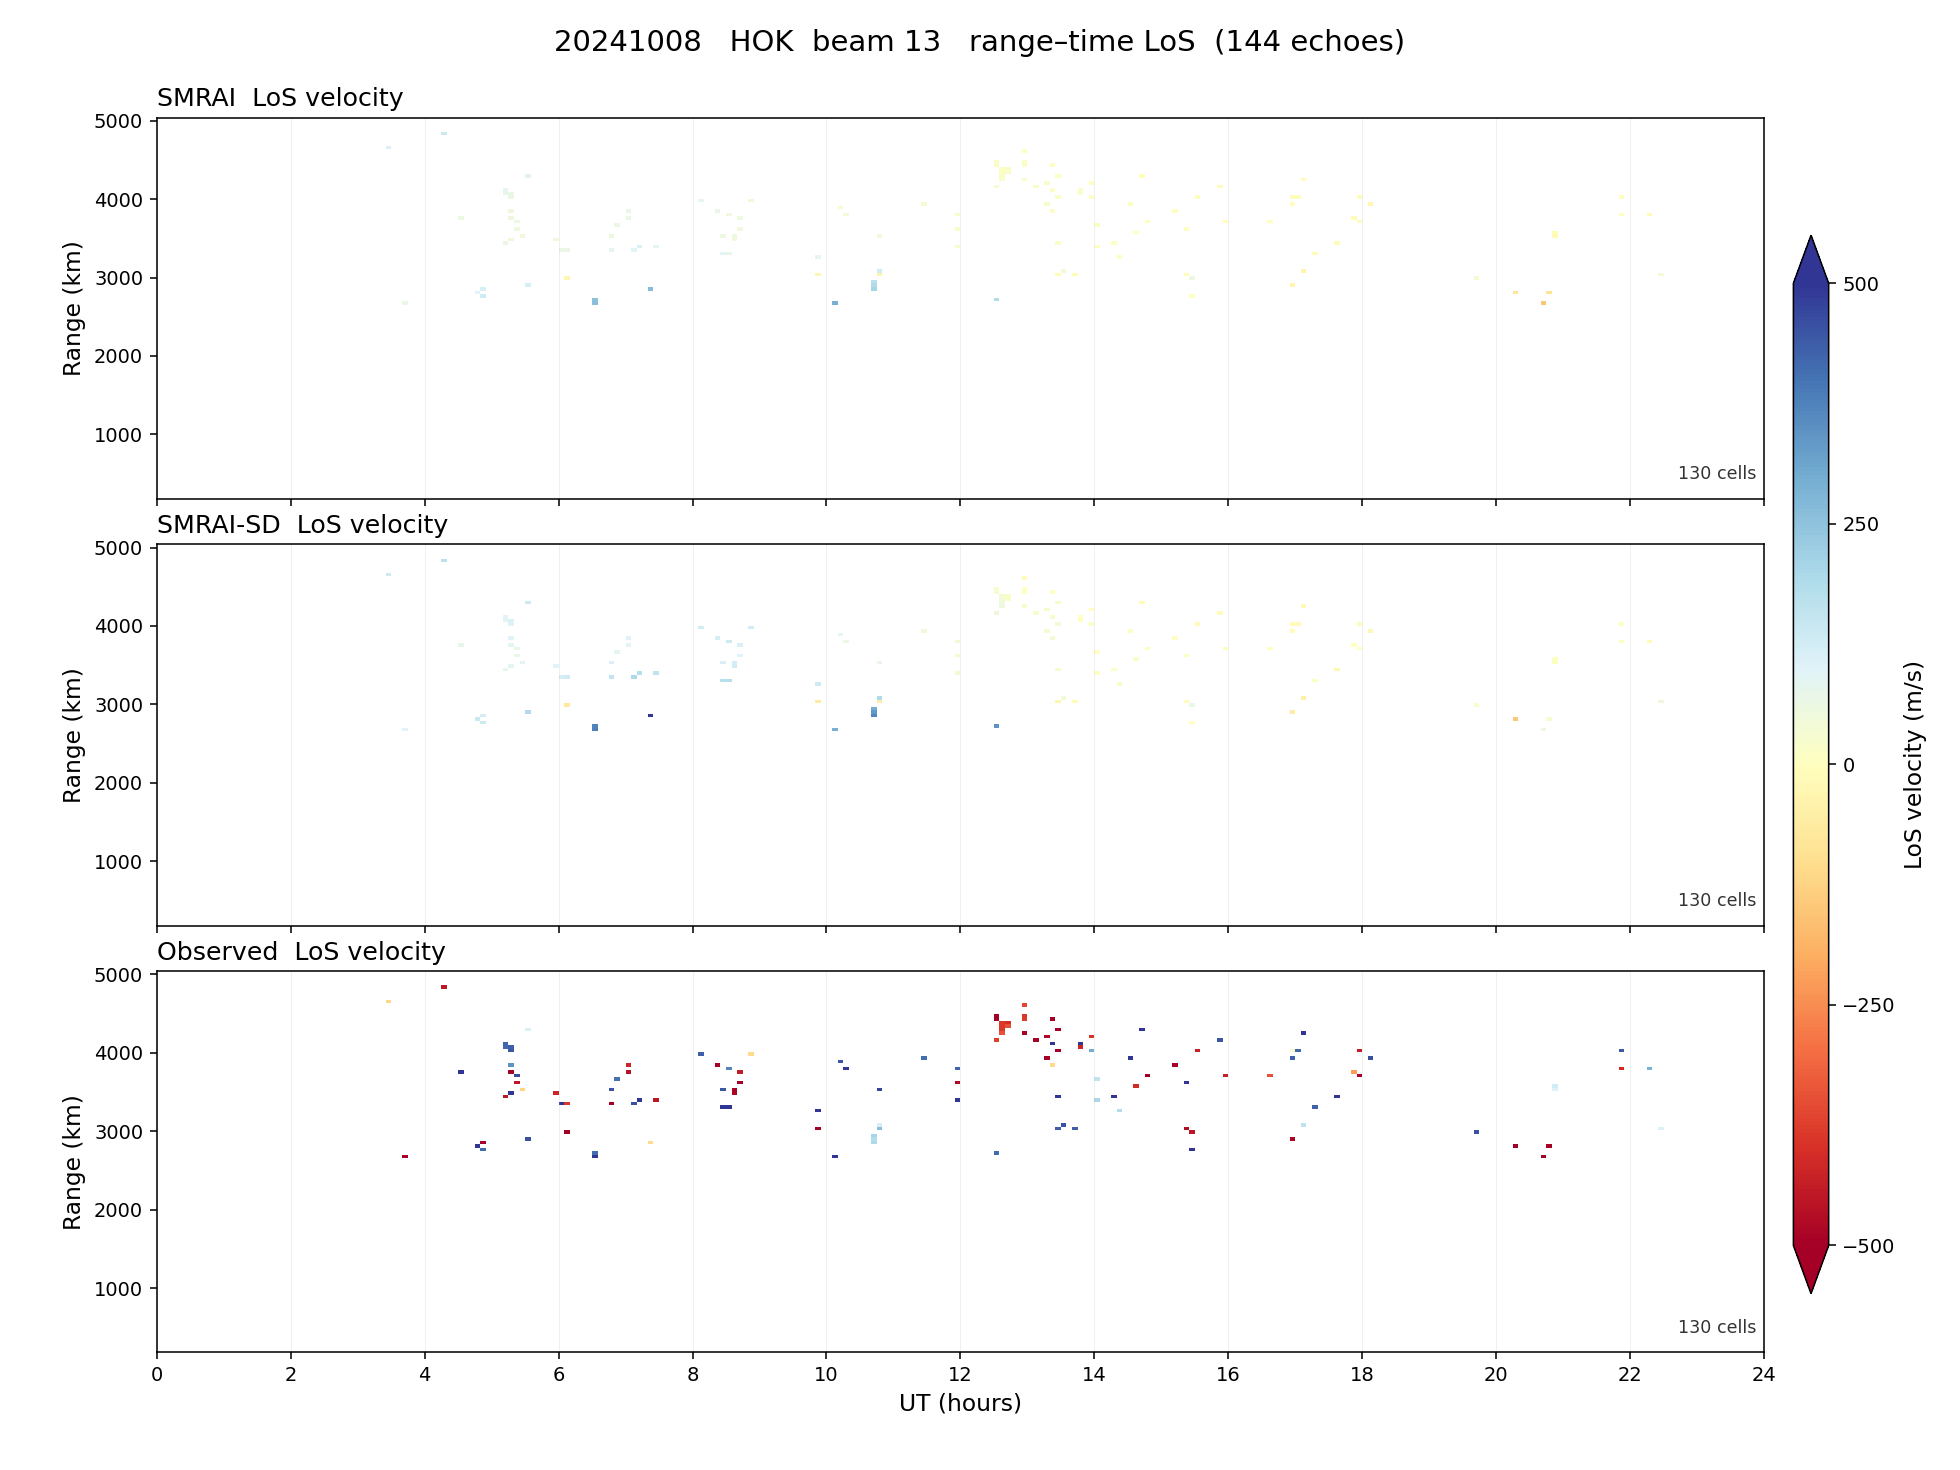 20241008   HOK  beam 13   range–time LoS  (144 echoes)
SMRAI  LoS velocity
5000
4000
3000
2000
1000
Range (km)
130 cells
SMRAI-SD  LoS velocity
5000
4000
3000
2000
1000
Range (km)
130 cells
Observed  LoS velocity
5000
4000
3000
2000
1000
Range (km)
130 cells
0 2 4 6 8 10 12 14 16 18 20 22 24
UT (hours)
500
250
0
−250
−500
LoS velocity (m/s)